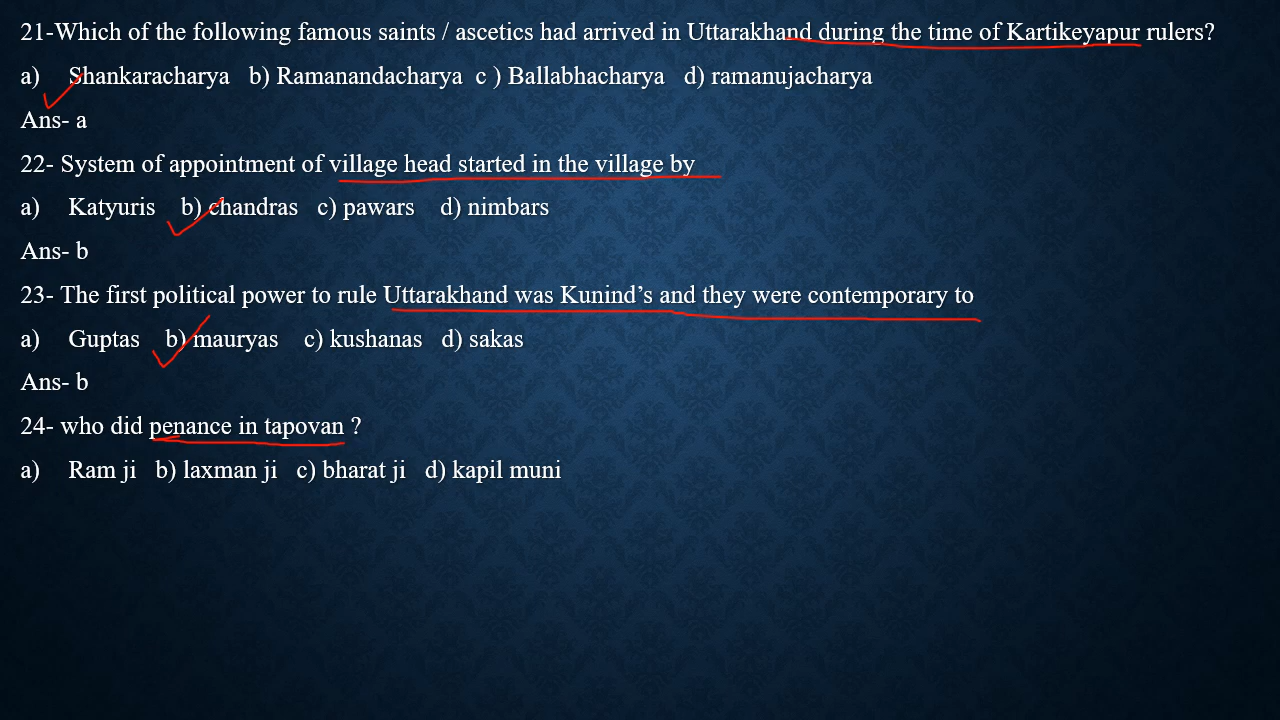 21-Which of the following famous saints / ascetics had arrived in Uttarakhand during the time of Kartikeyapur rulers?
a) Shankaracharya b) Ramanandacharya c ) Ballabhacharya d) ramanujacharya
Ans- a
22- System of appointment of village head started in the village by
a) Katyuris b) chandras c) pawars d) nimbars
Ans- b
23- The first political power to rule Uttarakhand was Kunind’s and they were contemporary to
a) Guptas b) mauryas c) kushanas d) sakas
Ans- b
24- who did penance in tapovan ?
a) Ram ji b) laxman ji c) bharat ji d) kapil muni